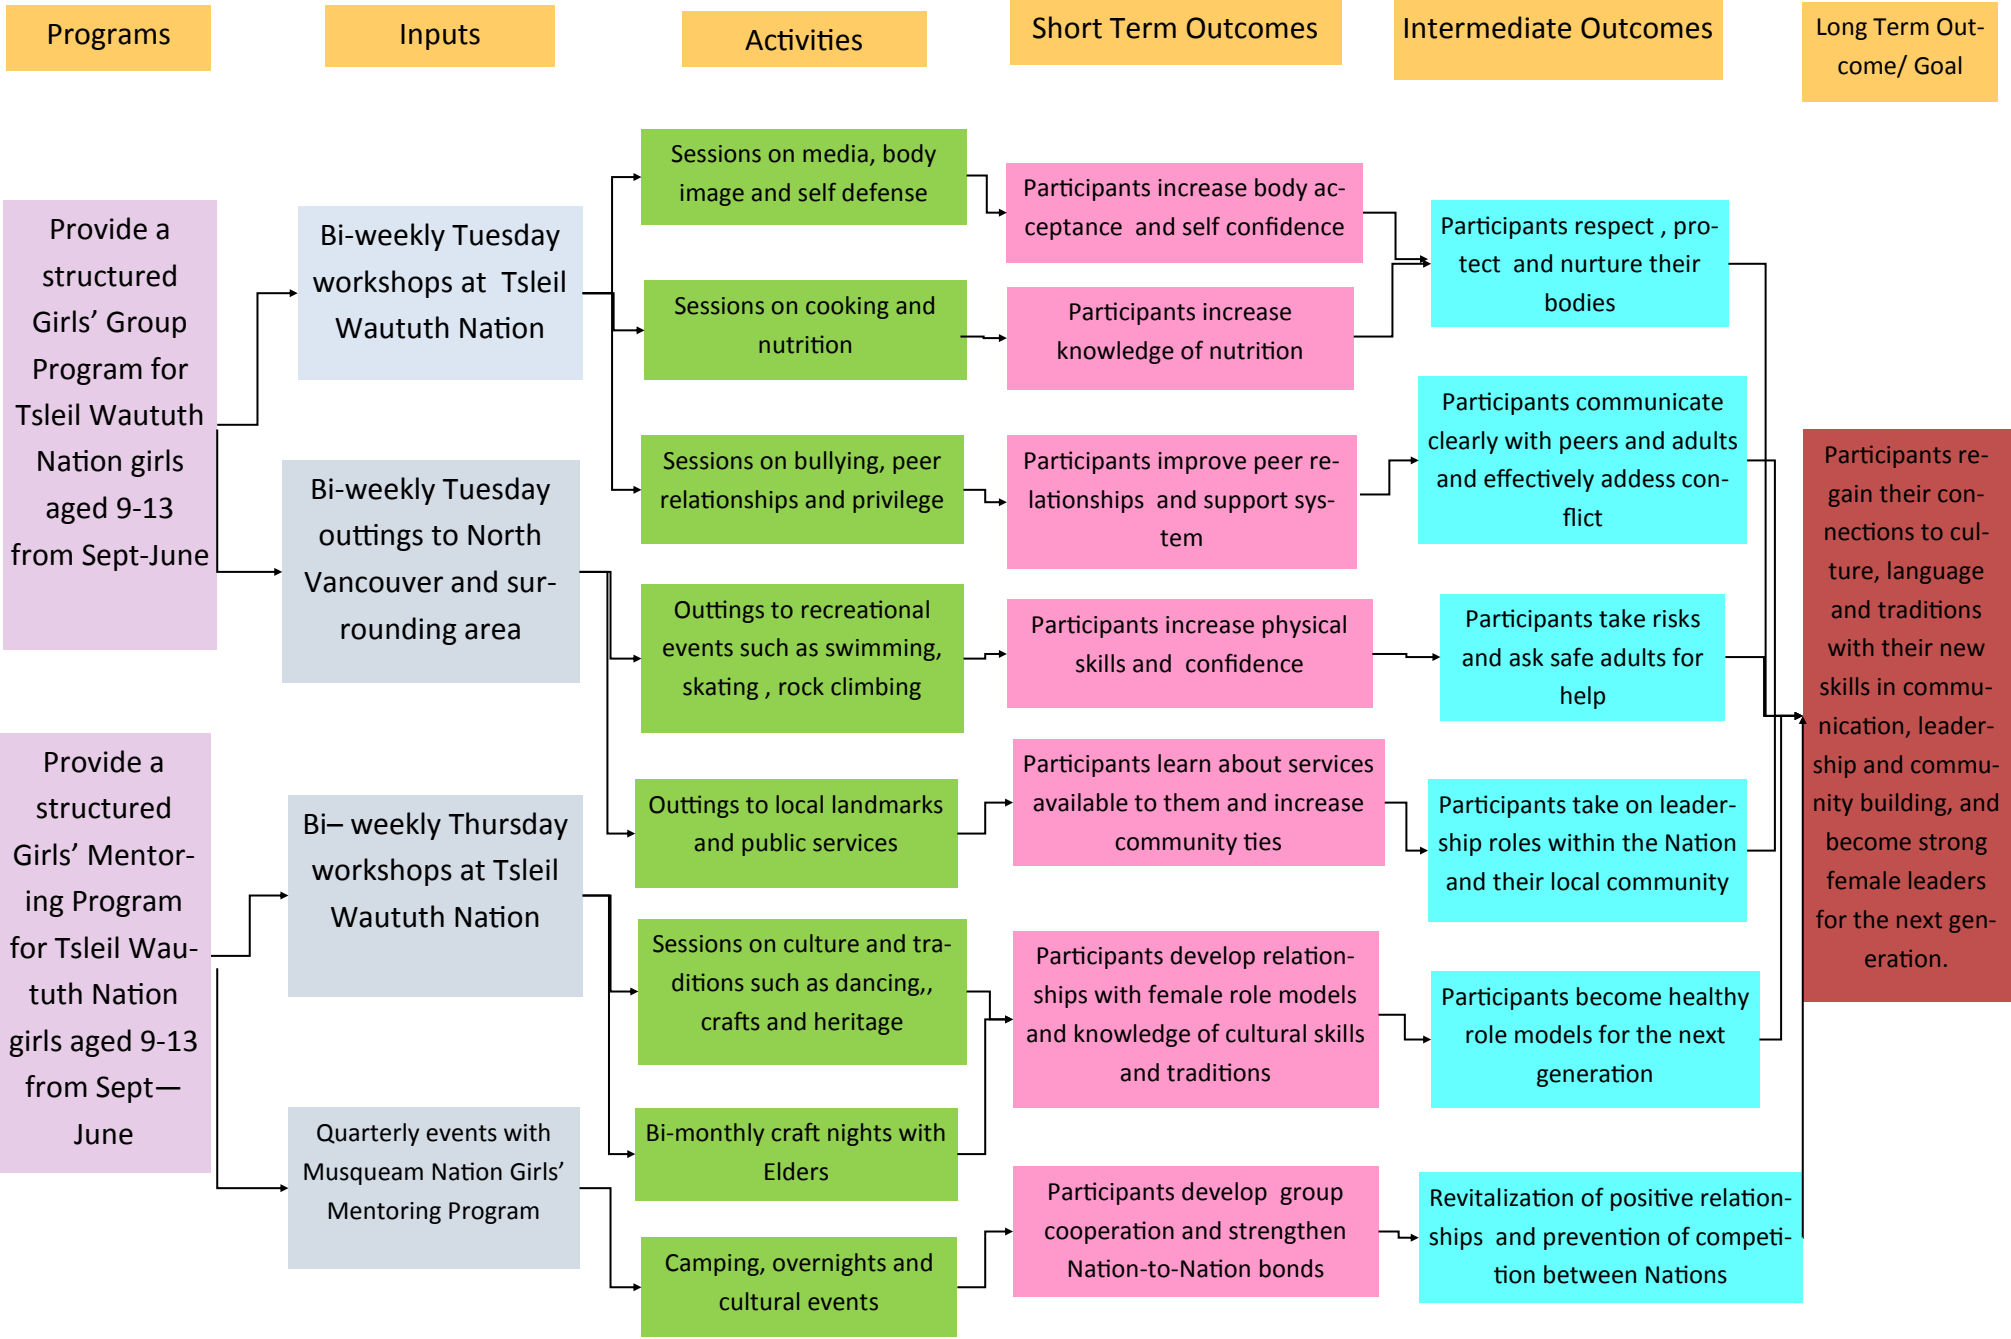 Programs
Inputs
Activities
Short Term Outcomes
Intermediate Outcomes
Long Term Out-
come/ Goal
Provide a
structured
Girls’ Group
Program for
Tsleil Waututh
Nation girls
aged 9-13
from Sept-June
Provide a
structured
Girls’ Mentor-
ing Program
for Tsleil Wau-
tuth Nation
girls aged 9-13
from Sept—
June
Bi-weekly Tuesday
workshops at  Tsleil
Waututh Nation
Bi-weekly Tuesday
outtings to North
Vancouver and sur-
rounding area
Bi– weekly Thursday
workshops at Tsleil
Waututh Nation
Quarterly events with
Musqueam Nation Girls’
Mentoring Program
Sessions on media, body
image and self defense
Sessions on cooking and
nutrition
Sessions on bullying, peer
relationships and privilege
Outtings to recreational
events such as swimming,
skating , rock climbing
Outtings to local landmarks
and public services
Sessions on culture and tra-
ditions such as dancing,,
crafts and heritage
Bi-monthly craft nights with
Elders
Camping, overnights and
cultural events
Participants increase body ac-
ceptance  and self confidence
Participants increase
knowledge of nutrition
Participants improve peer re-
lationships  and support sys-
tem
Participants increase physical
skills and  confidence
Participants learn about services
available to them and increase
community ties
Participants develop relation-
ships with female role models
and knowledge of cultural skills
and traditions
Participants develop  group
cooperation and strengthen
Nation-to-Nation bonds
Participants respect , pro-
tect  and nurture their
bodies
Participants communicate
clearly with peers and adults
and effectively addess con-
flict
Participants take risks
and ask safe adults for
help
Participants take on leader-
ship roles within the Nation
and their local community
Participants become healthy
role models for the next
generation
Revitalization of positive relation-
ships  and prevention of competi-
tion between Nations
Participants re-
gain their con-
nections to cul-
ture, language
and traditions
with their new
skills in commu-
nication, leader-
ship and commu-
nity building, and
become strong
female leaders
for the next gen-
eration.